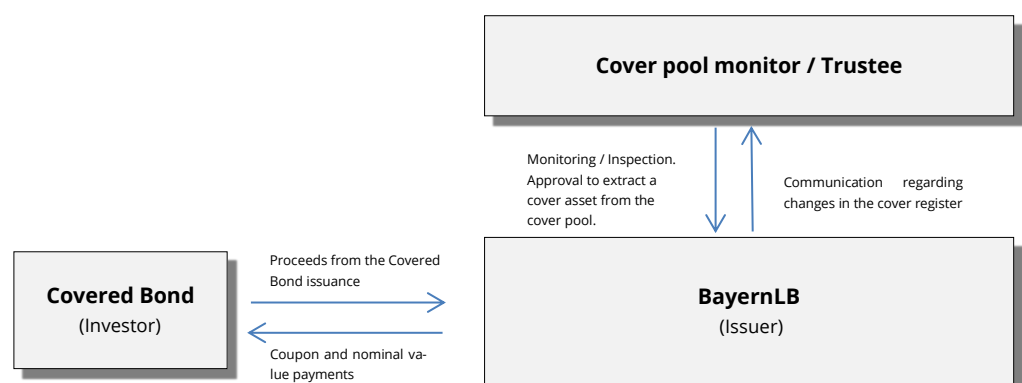 Cover pool monitor / Trustee
Monitoring / Inspection.
Approval to extract a
cover asset from the
cover pool.
Communication regarding
changes in the cover register
Covered Bond
(Investor)
Proceeds from the Covered
Bond issuance
Coupon and nominal va-
lue payments
BayernLB
(Issuer)